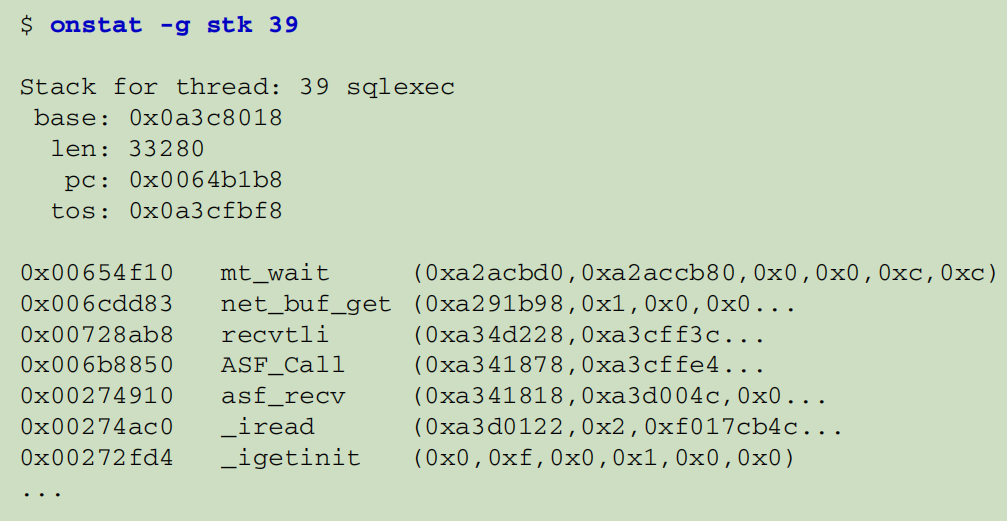 $ onstat -g stk 39
Stack for thread: 39 sqlexec
base: 0x0a3c8018
len: 33280
pc: 0x0064b1b8
tos: 0x0a3cfbf8
0x00654f10 mt_wait (0xa2acbd0,0xa2accb80,0x0,0x0,0xc,0xc)
0x006cdd83 net_buf_get (0xa291b98,0x1,0x0,0x0...
0x00728ab8 recvtli (0xa34d228,0xa3cff3c...
0x006b8850 ASF_Call (0xa341878,0xa3cffe4...
0x00274910 asf_recv (0xa341818,0xa3d004c,0x0...
0x00274ac0 _iread (0xa3d0122,0x2,0xf017cb4c...
0x00272fd4 _igetinit (0x0,0xf,0x0,0x1,0x0,0x0)
...